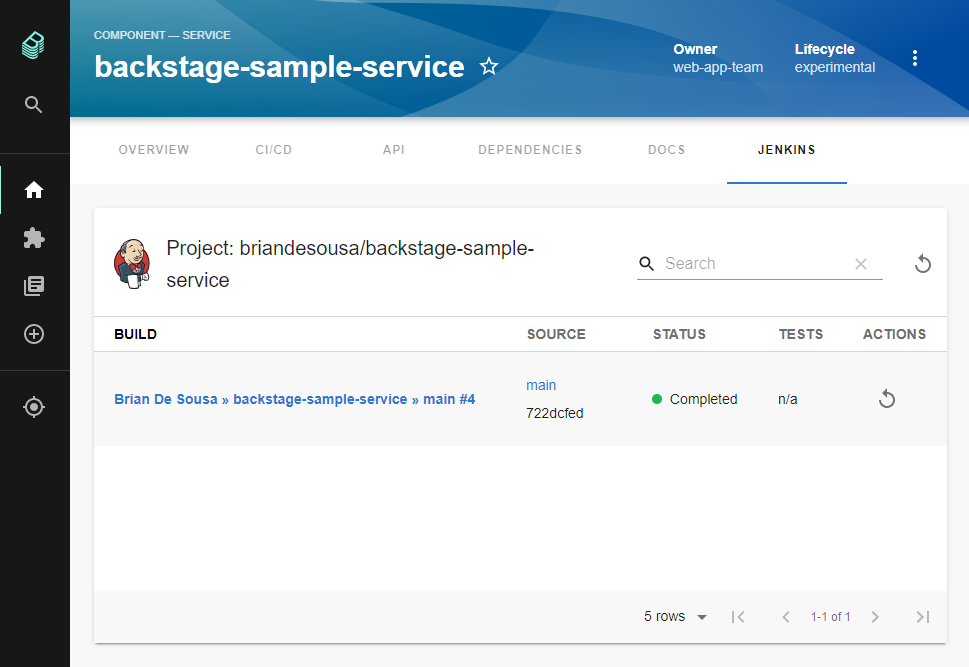 COMPONENT — SERVICE
backstage-sample-service
Owner
web-app-team
Lifecycle
experimental
OVERVIEW CI/CD API DEPENDENCIES DOCS JENKINS
Project: briandesousa/backstage-sample-
service
Search
BUILD SOURCE STATUS TESTS ACTIONS
Brian De Sousa » backstage-sample-service » main #4
main
722dcfed
Completed
n/a
5 rows
1-1 of 1